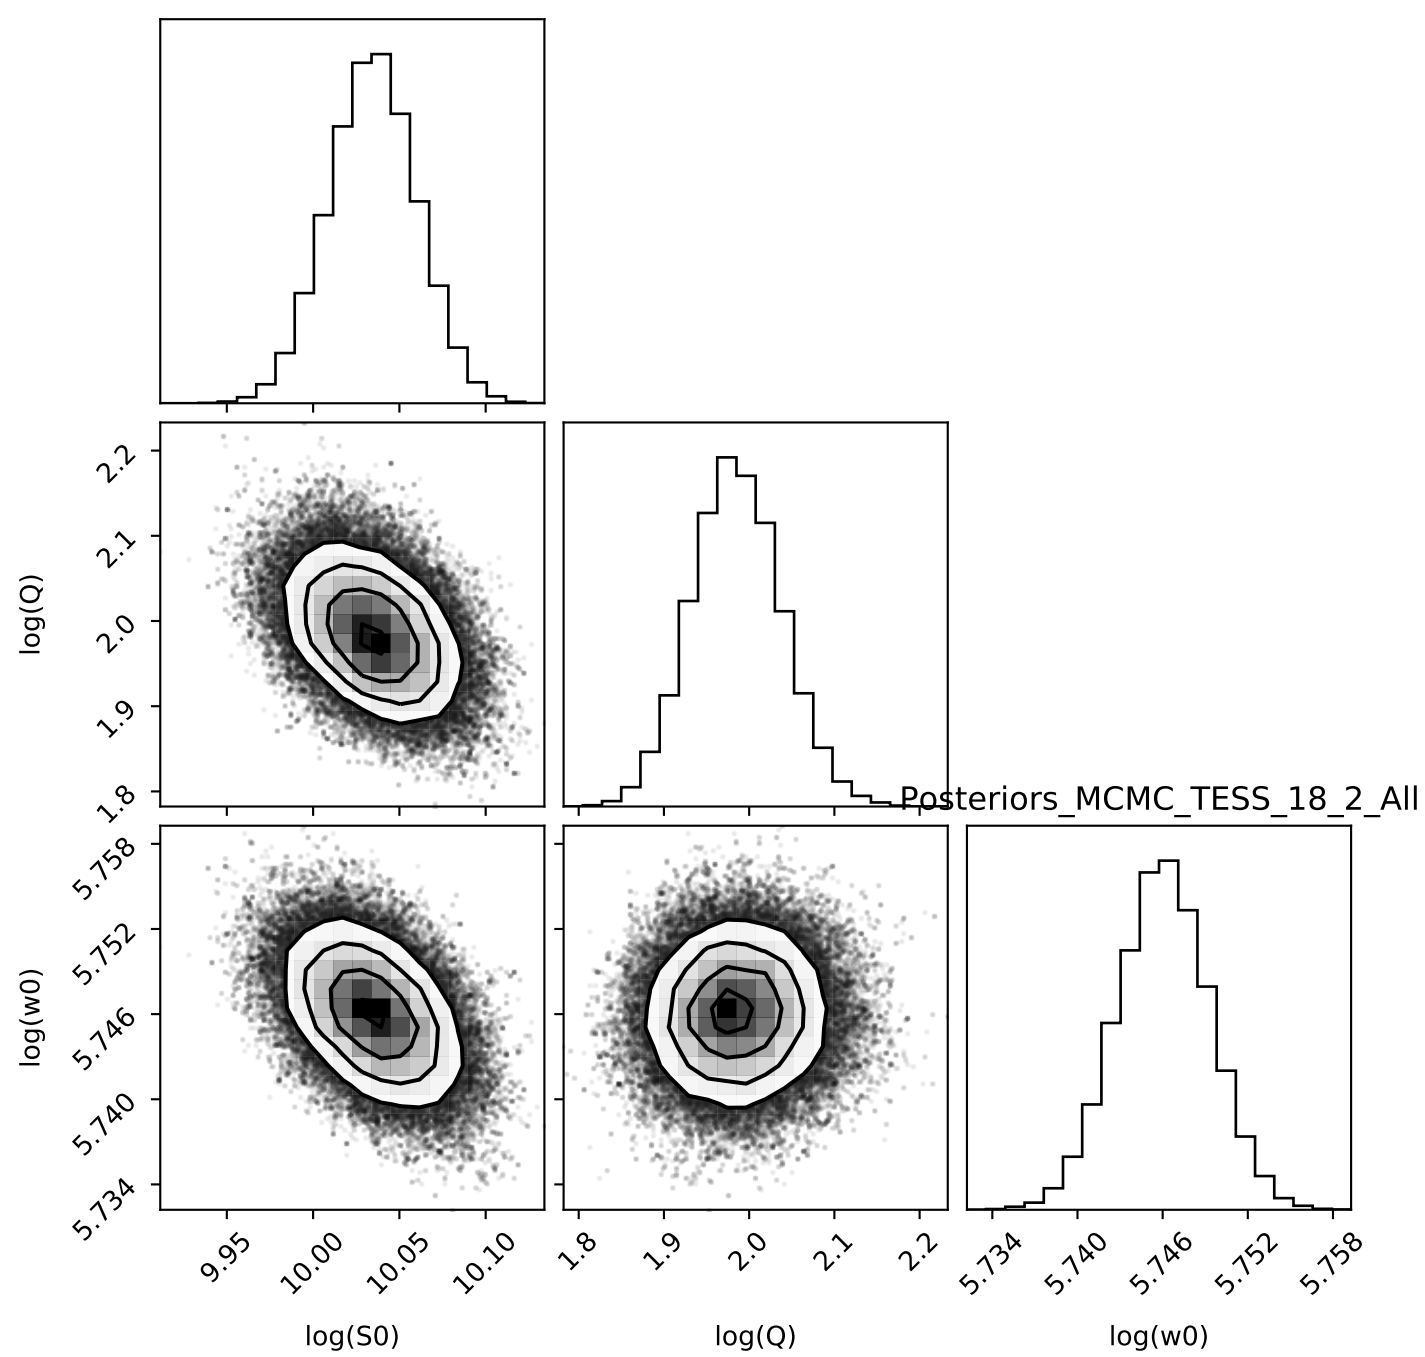 2.2
2.1
2.0
1.9
1.8
log(Q)
Posteriors_MCMC_TESS_18_2_All
5.758
5.752
5.746
5.740
5.734
log(w0)
9.95 10.00 10.05 10.10 1.8 1.9 2.0 2.1 2.2 5.734 5.740 5.746 5.752 5.758
log(S0) log(Q) log(w0)